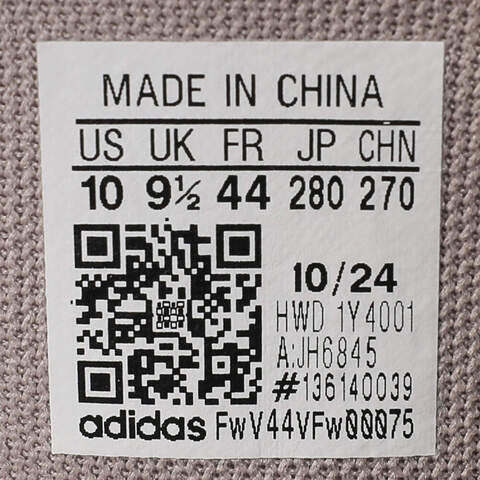 MADE IN CHINA
US UK FR JP CHN
10 9½ 44 280 270
10/24
HWD 1Y4001
A:JH6845
#136140039
adidas FwV44VFw00075